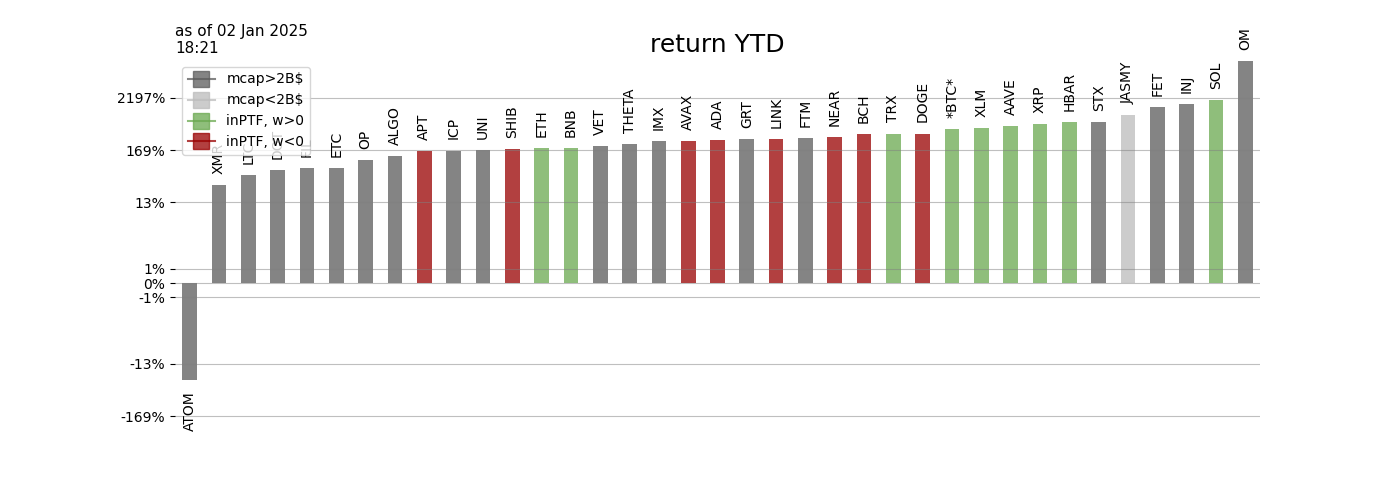 as of 02 Jan 2025
18:21
return YTD
mcap>2B$
mcap<2B$
inPTF, w>0
inPTF, w<0
2197%
169%
13%
1%
0%
-1%
-13%
-169%
ATOM
XMR
ETC
OP
ALGO
APT
ICP
UNI
SHIB
ETH
BNB
VET
THETA
IMX
AVAX
ADA
GRT
LINK
FTM
NEAR
BCH
TRX
DOGE
*BTC*
XLM
AAVE
XRP
HBAR
STX
JASMY
FET
INJ
SOL
OM